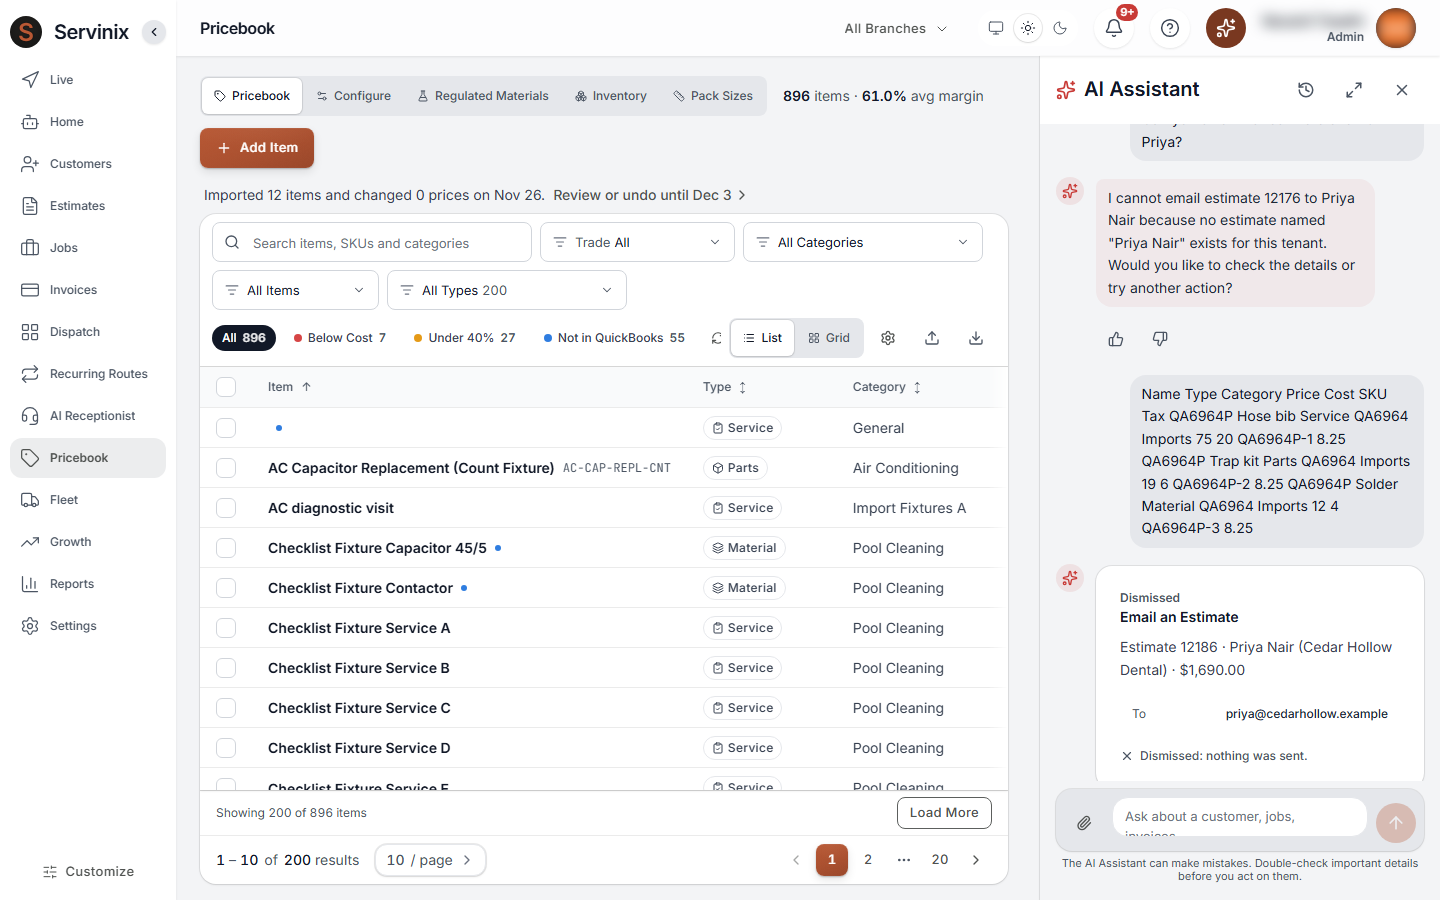 Servinix
Live
Home
Customers
Estimates
Jobs
Invoices
Dispatch
Recurring Routes
AI Receptionist
Pricebook
Fleet
Growth
Reports
Settings
Customize
Pricebook
All Branches
9+
Admin
Pricebook
Configure
Regulated Materials
Inventory
Pack Sizes
896 items · 61.0% avg margin
Add Item
Imported 12 items and changed 0 prices on Nov 26. Review or undo until Dec 3
Search items, SKUs and categories
Trade All
All Categories
All Items
All Types 200
All 896
Below Cost 7
Under 40% 27
Not in QuickBooks 55
List
Grid
Item
Type
Category
Service
General
AC Capacitor Replacement (Count Fixture) AC-CAP-REPL-CNT
Parts
Air Conditioning
AC diagnostic visit
Service
Import Fixtures A
Checklist Fixture Capacitor 45/5
Material
Pool Cleaning
Checklist Fixture Contactor
Material
Pool Cleaning
Checklist Fixture Service A
Service
Pool Cleaning
Checklist Fixture Service B
Service
Pool Cleaning
Checklist Fixture Service C
Service
Pool Cleaning
Checklist Fixture Service D
Service
Pool Cleaning
Checklist Fixture Service E
Service
Pool Cleaning
Showing 200 of 896 items
Load More
1 – 10 of 200 results
10 / page
1
2
•••
20
AI Assistant
Priya?
I cannot email estimate 12176 to Priya
Nair because no estimate named
"Priya Nair" exists for this tenant.
Would you like to check the details or
try another action?
Name Type Category Price Cost SKU
Tax QA6964P Hose bib Service QA6964
Imports 75 20 QA6964P-1 8.25
QA6964P Trap kit Parts QA6964 Imports
19 6 QA6964P-2 8.25 QA6964P Solder
Material QA6964 Imports 12 4
QA6964P-3 8.25
Dismissed
Email an Estimate
Estimate 12186 · Priya Nair (Cedar Hollow
Dental) · $1,690.00
To
priya@cedarhollow.example
Dismissed: nothing was sent.
Ask about a customer, jobs,
invoices
The AI Assistant can make mistakes. Double-check important details
before you act on them.